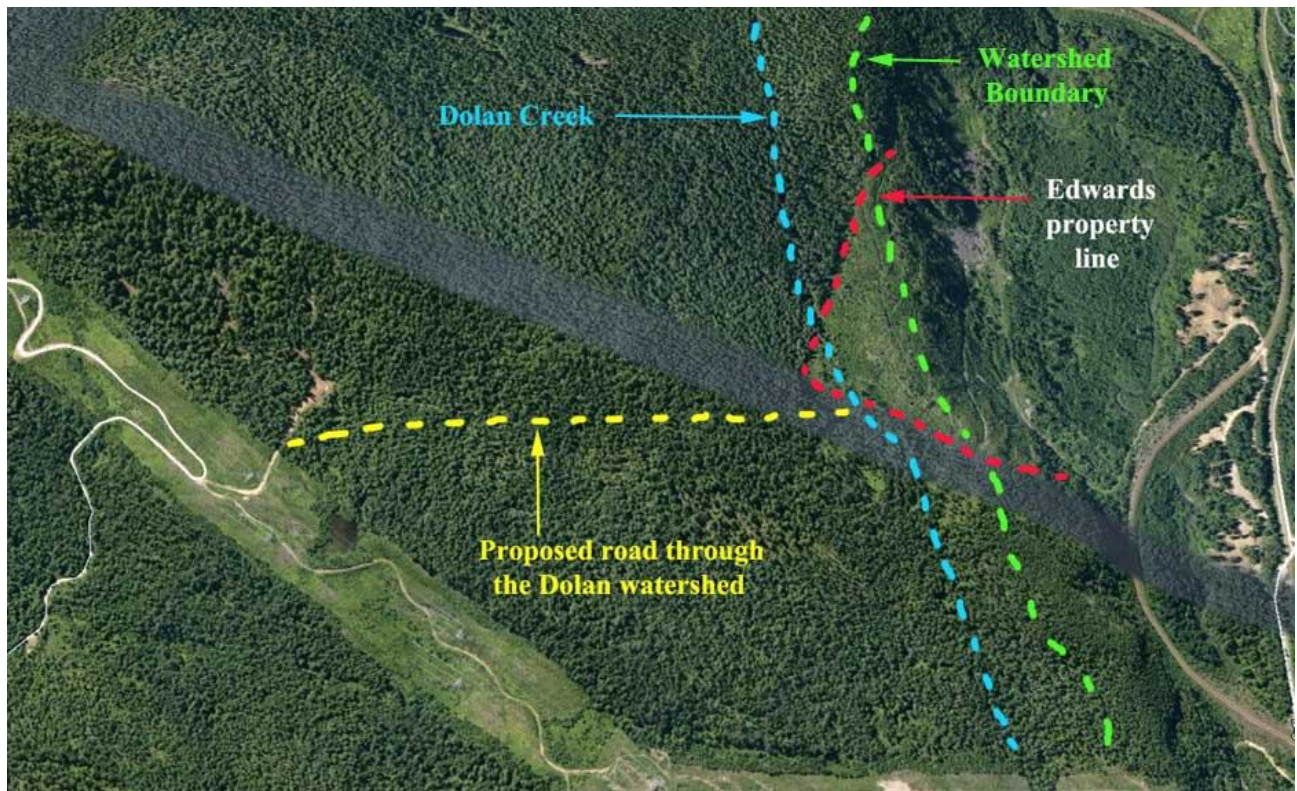 Watershed
Boundary
Dolan Creek
Edwards
property
line
Proposed road through
the Dolan watershed